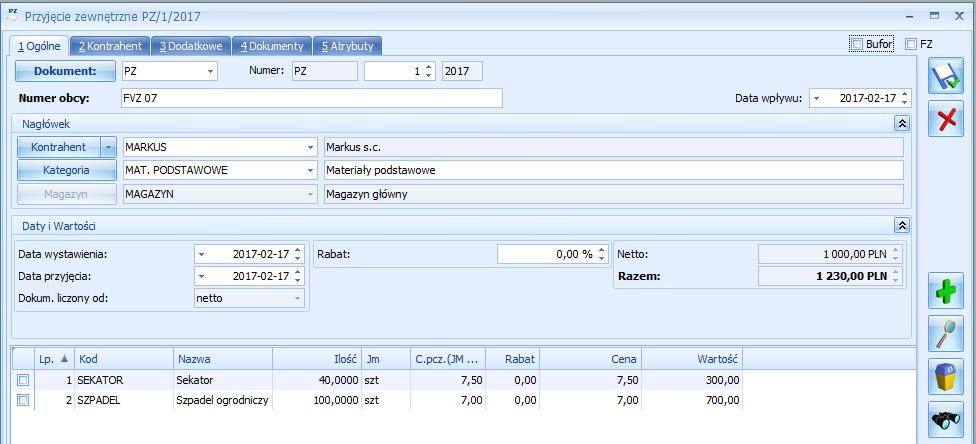 PZ Przyjęcie zewnętrzne PZ/1/2017
1 Ogólne 2 Kontrahent 3 Dodatkowe 4 Dokumenty 5 Atrybuty Bufor FZ
Dokument: PZ Numer: PZ 1 2017
Numer obcy: FVZ 07 Data wpływu: 2017-02-17
Nagłówek
Kontrahent MARKUS Markus s.c.
Kategoria MAT. PODSTAWOWE Materiały podstawowe
Magazyn MAGAZYN Magazyn główny
Daty i Wartości
Data wystawienia: 2017-02-17 Rabat: 0,00 % Netto: 1 000,00 PLN
Data przyjęcia: 2017-02-17 Razem: 1 230,00 PLN
Dokum. liczony od: netto
Lp. Kod Nazwa Ilość Jm C.pcz.(JM ... Rabat Cena Wartość
1 SEKATOR Sekator 40,0000 szt 7,50 0,00 7,50 300,00
2 SZPADEL Szpadel ogrodniczy 100,0000 szt 7,00 0,00 7,00 700,00